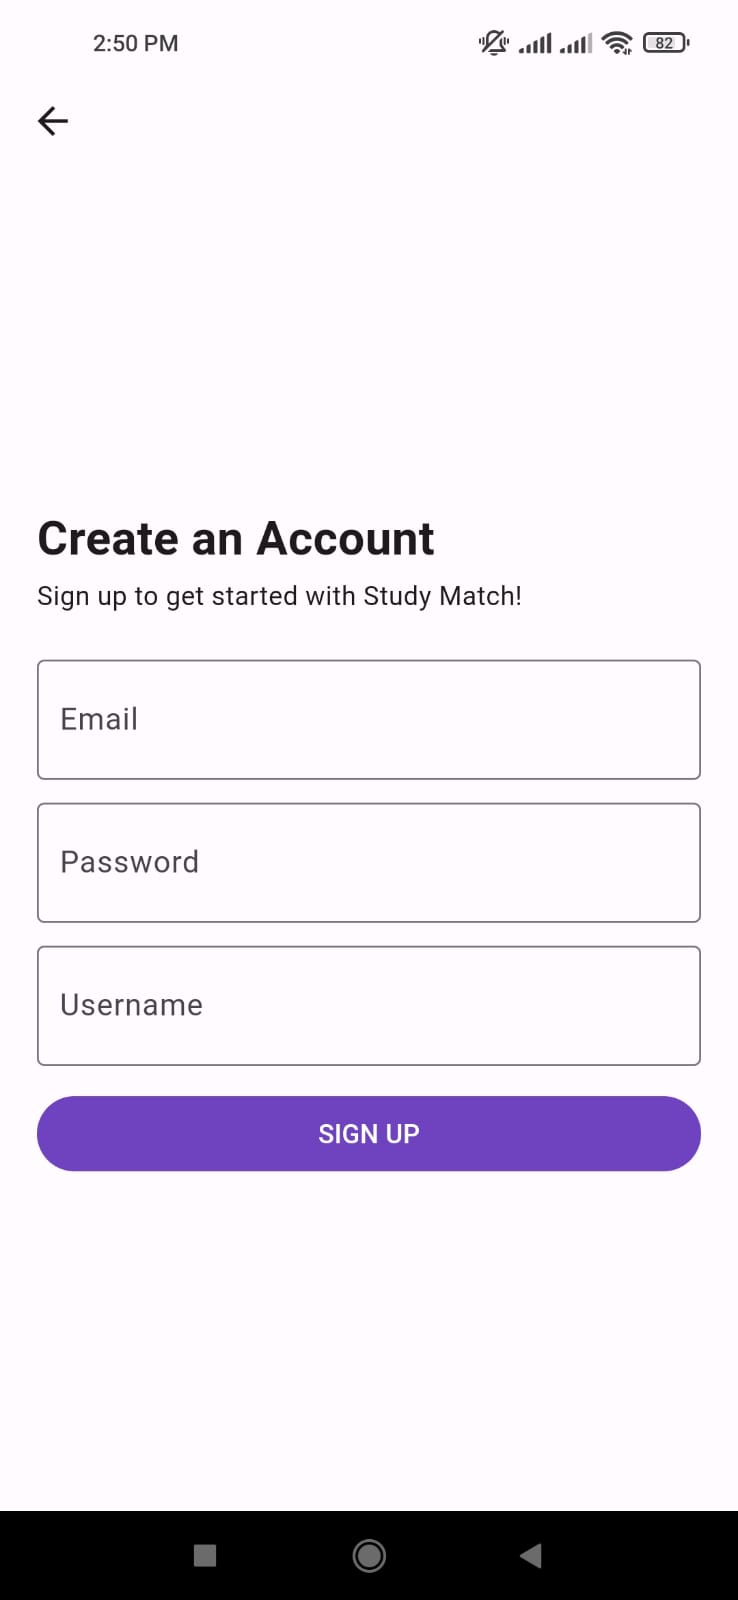 2:50 PM
82
Create an Account
Sign up to get started with Study Match!
Email
Password
Username
SIGN UP